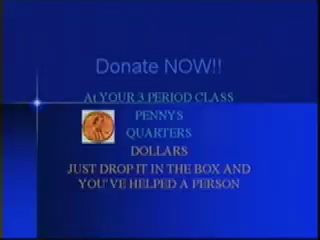 Donate NOW!!
At YOUR 3 PERIOD CLASS
PENNYS
QUARTERS
DOLLARS
JUST DROP IT IN THE BOX AND
YOU'VE HELPED A PERSON